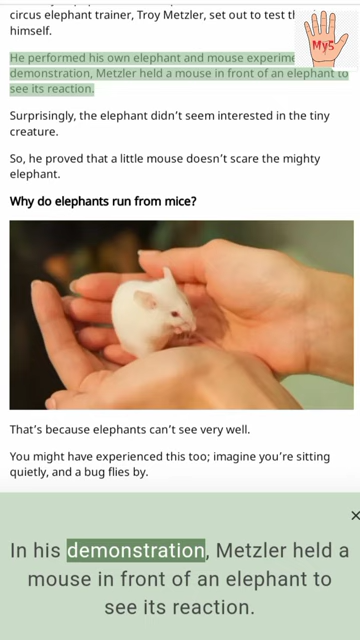 circus elephant trainer, Troy Metzler, set out to test
himself.
My5
He performed his own elephant and mouse
demonstration, Metzler held a mouse in front of an elephant to
see its reaction.
Surprisingly, the elephant didn't seem interested in the tiny
creature.
So, he proved that a little mouse doesn't scare the mighty
elephant.
Why do elephants run from mice?
That's because elephants can't see very well.
You might have experienced this too; imagine you're sitting
quietly, and a bug flies by.
×
In his demonstration, Metzler held a
mouse in front of an elephant to
see its reaction.